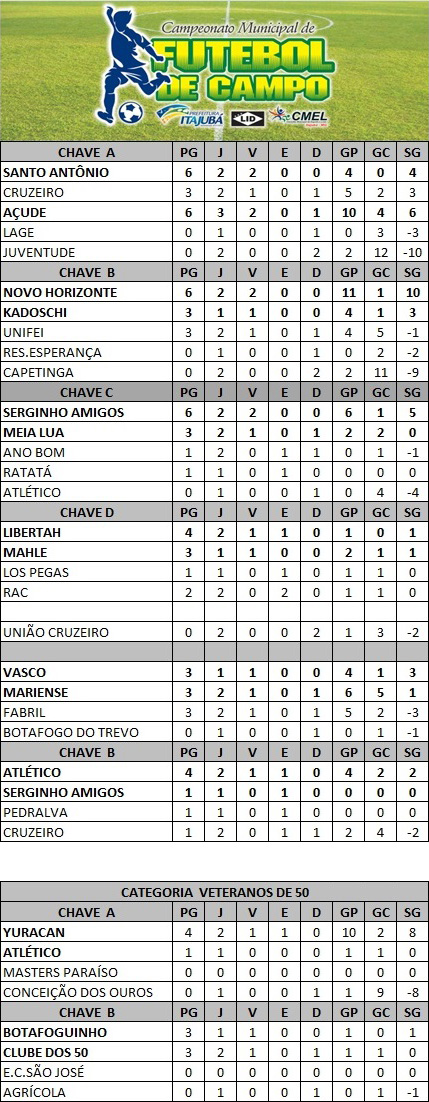 Campeonato Municipal de
FUTEBOL
DE CAMPO
PREFEITURA ITAJUBÁ LID CMEL
CHAVE A PG J V E D GP GC SG
SANTO ANTÔNIO 6 2 2 0 0 4 0 4
CRUZEIRO 3 2 1 0 1 5 2 3
AÇUDE 6 3 2 0 1 10 4 6
LAGE 0 1 0 0 1 0 3 -3
JUVENTUDE 0 2 0 0 2 2 12 -10
CHAVE B PG J V E D GP GC SG
NOVO HORIZONTE 6 2 2 0 0 11 1 10
KADOSCHI 3 1 1 0 0 4 1 3
UNIFEI 3 2 1 0 1 4 5 -1
RES.ESPERANÇA 0 1 0 0 1 0 2 -2
CAPETINGA 0 2 0 0 2 2 11 -9
CHAVE C PG J V E D GP GC SG
SERGINHO AMIGOS 6 2 2 0 0 6 1 5
MEIA LUA 3 2 1 0 1 2 2 0
ANO BOM 1 2 0 1 1 0 1 -1
RATATÁ 1 1 0 1 0 0 0 0
ATLÉTICO 0 1 0 0 1 0 4 -4
CHAVE D PG J V E D GP GC SG
LIBERTAH 4 2 1 1 0 1 0 1
MAHLE 3 1 1 0 0 2 1 1
LOS PEGAS 1 1 0 1 0 1 1 0
RAC 2 2 0 2 0 1 1 0
UNIÃO CRUZEIRO 0 2 0 0 2 1 3 -2
VASCO 3 1 1 0 0 4 1 3
MARIENSE 3 2 1 0 1 6 5 1
FABRIL 3 2 1 0 1 5 2 -3
BOTAFOGO DO TREVO 0 1 0 0 1 0 1 -1
CHAVE B PG J V E D GP GC SG
ATLÉTICO 4 2 1 1 0 4 2 2
SERGINHO AMIGOS 1 1 0 1 0 0 0 0
PEDRALVA 1 1 0 1 0 0 0 0
CRUZEIRO 1 2 0 1 1 2 4 -2
CATEGORIA VETERANOS DE 50
CHAVE A PG J V E D GP GC SG
YURACAN 4 2 1 1 0 10 2 8
ATLÉTICO 1 1 0 0 0 1 1 0
MASTERS PARAÍSO 0 0 0 0 0 0 0 0
CONCEIÇÃO DOS OUROS 0 1 0 0 1 1 9 -8
CHAVE B PG J V E D GP GC SG
BOTAFOGUINHO 3 1 1 0 0 1 0 1
CLUBE DOS 50 3 2 1 0 1 1 1 0
E.C.SÃO JOSÉ 0 0 0 0 0 0 0 0
AGRÍCOLA 0 1 0 0 1 0 1 -1